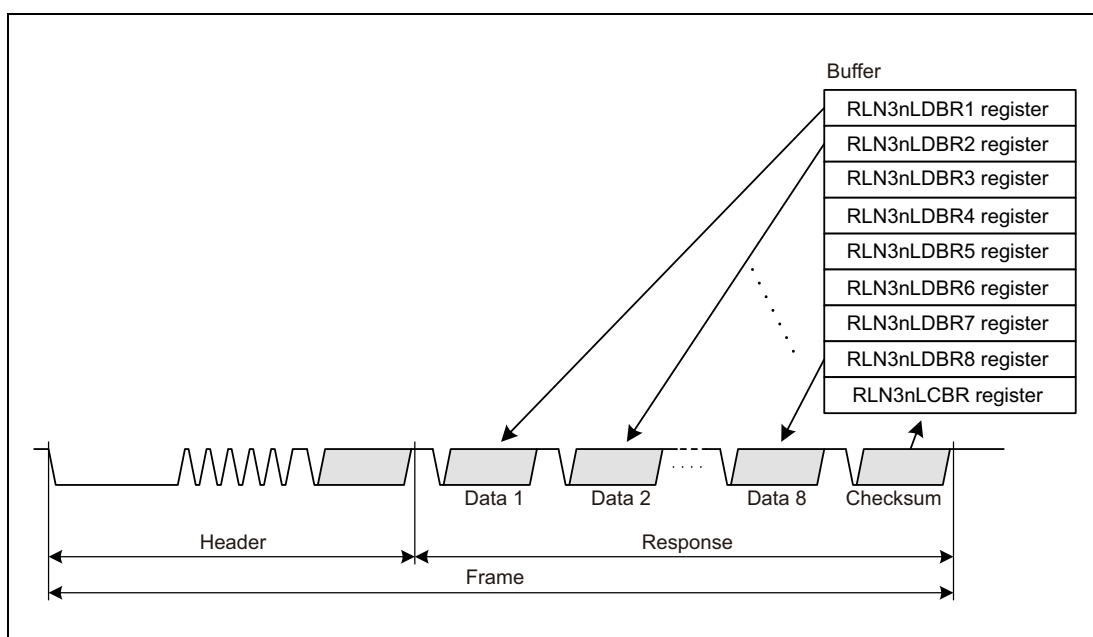 Buffer
RLN3nLDBR1 register
RLN3nLDBR2 register
RLN3nLDBR3 register
RLN3nLDBR4 register
RLN3nLDBR5 register
RLN3nLDBR6 register
RLN3nLDBR7 register
RLN3nLDBR8 register
RLN3nLCBR register
Data 1 Data 2 Data 8 Checksum
Header Response
Frame